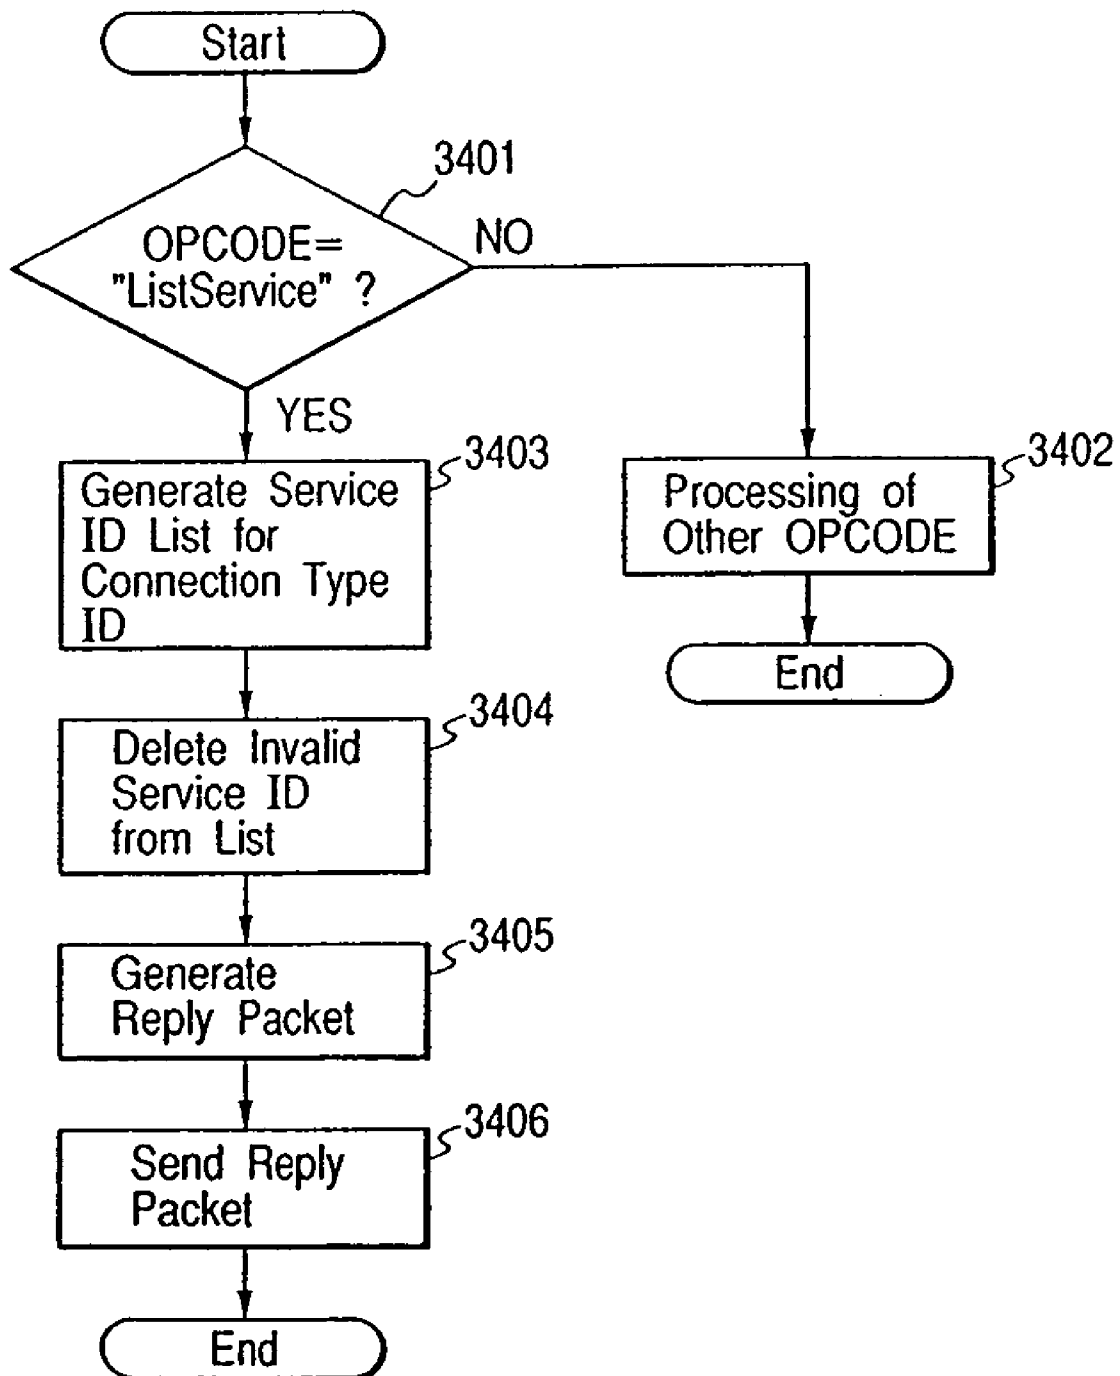 Start
3401
OPCODE=
"ListService" ?
NO
YES
3403
Generate Service
ID List for
Connection Type
ID
3402
Processing of
Other OPCODE
End
3404
Delete Invalid
Service ID
from List
3405
Generate
Reply Packet
3406
Send Reply
Packet
End